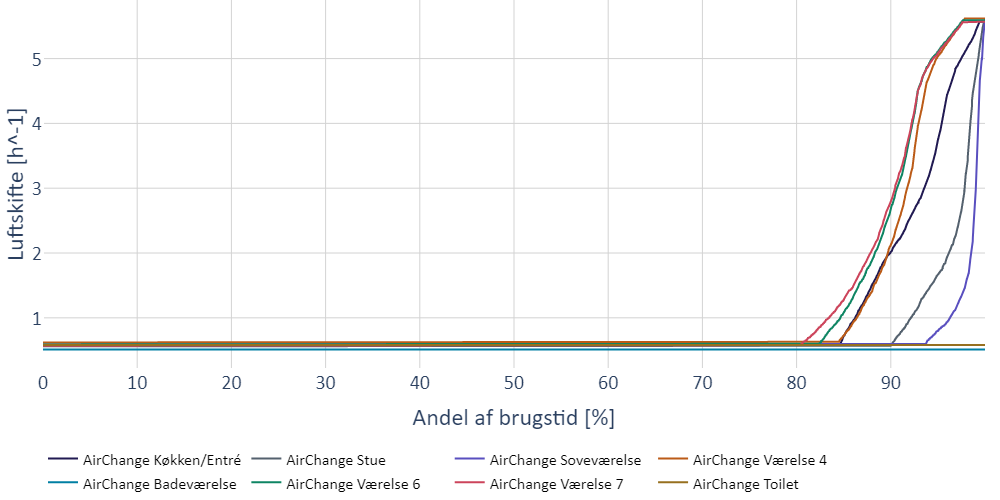 Luftskifte [h^-1]
5
4
3
2
1
0 10 20 30 40 50 60 70 80 90
Andel af brugstid [%]
AirChange Køkken/Entré AirChange Stue AirChange Soveværelse AirChange Værelse 4
AirChange Badeværelse AirChange Værelse 6 AirChange Værelse 7 AirChange Toilet